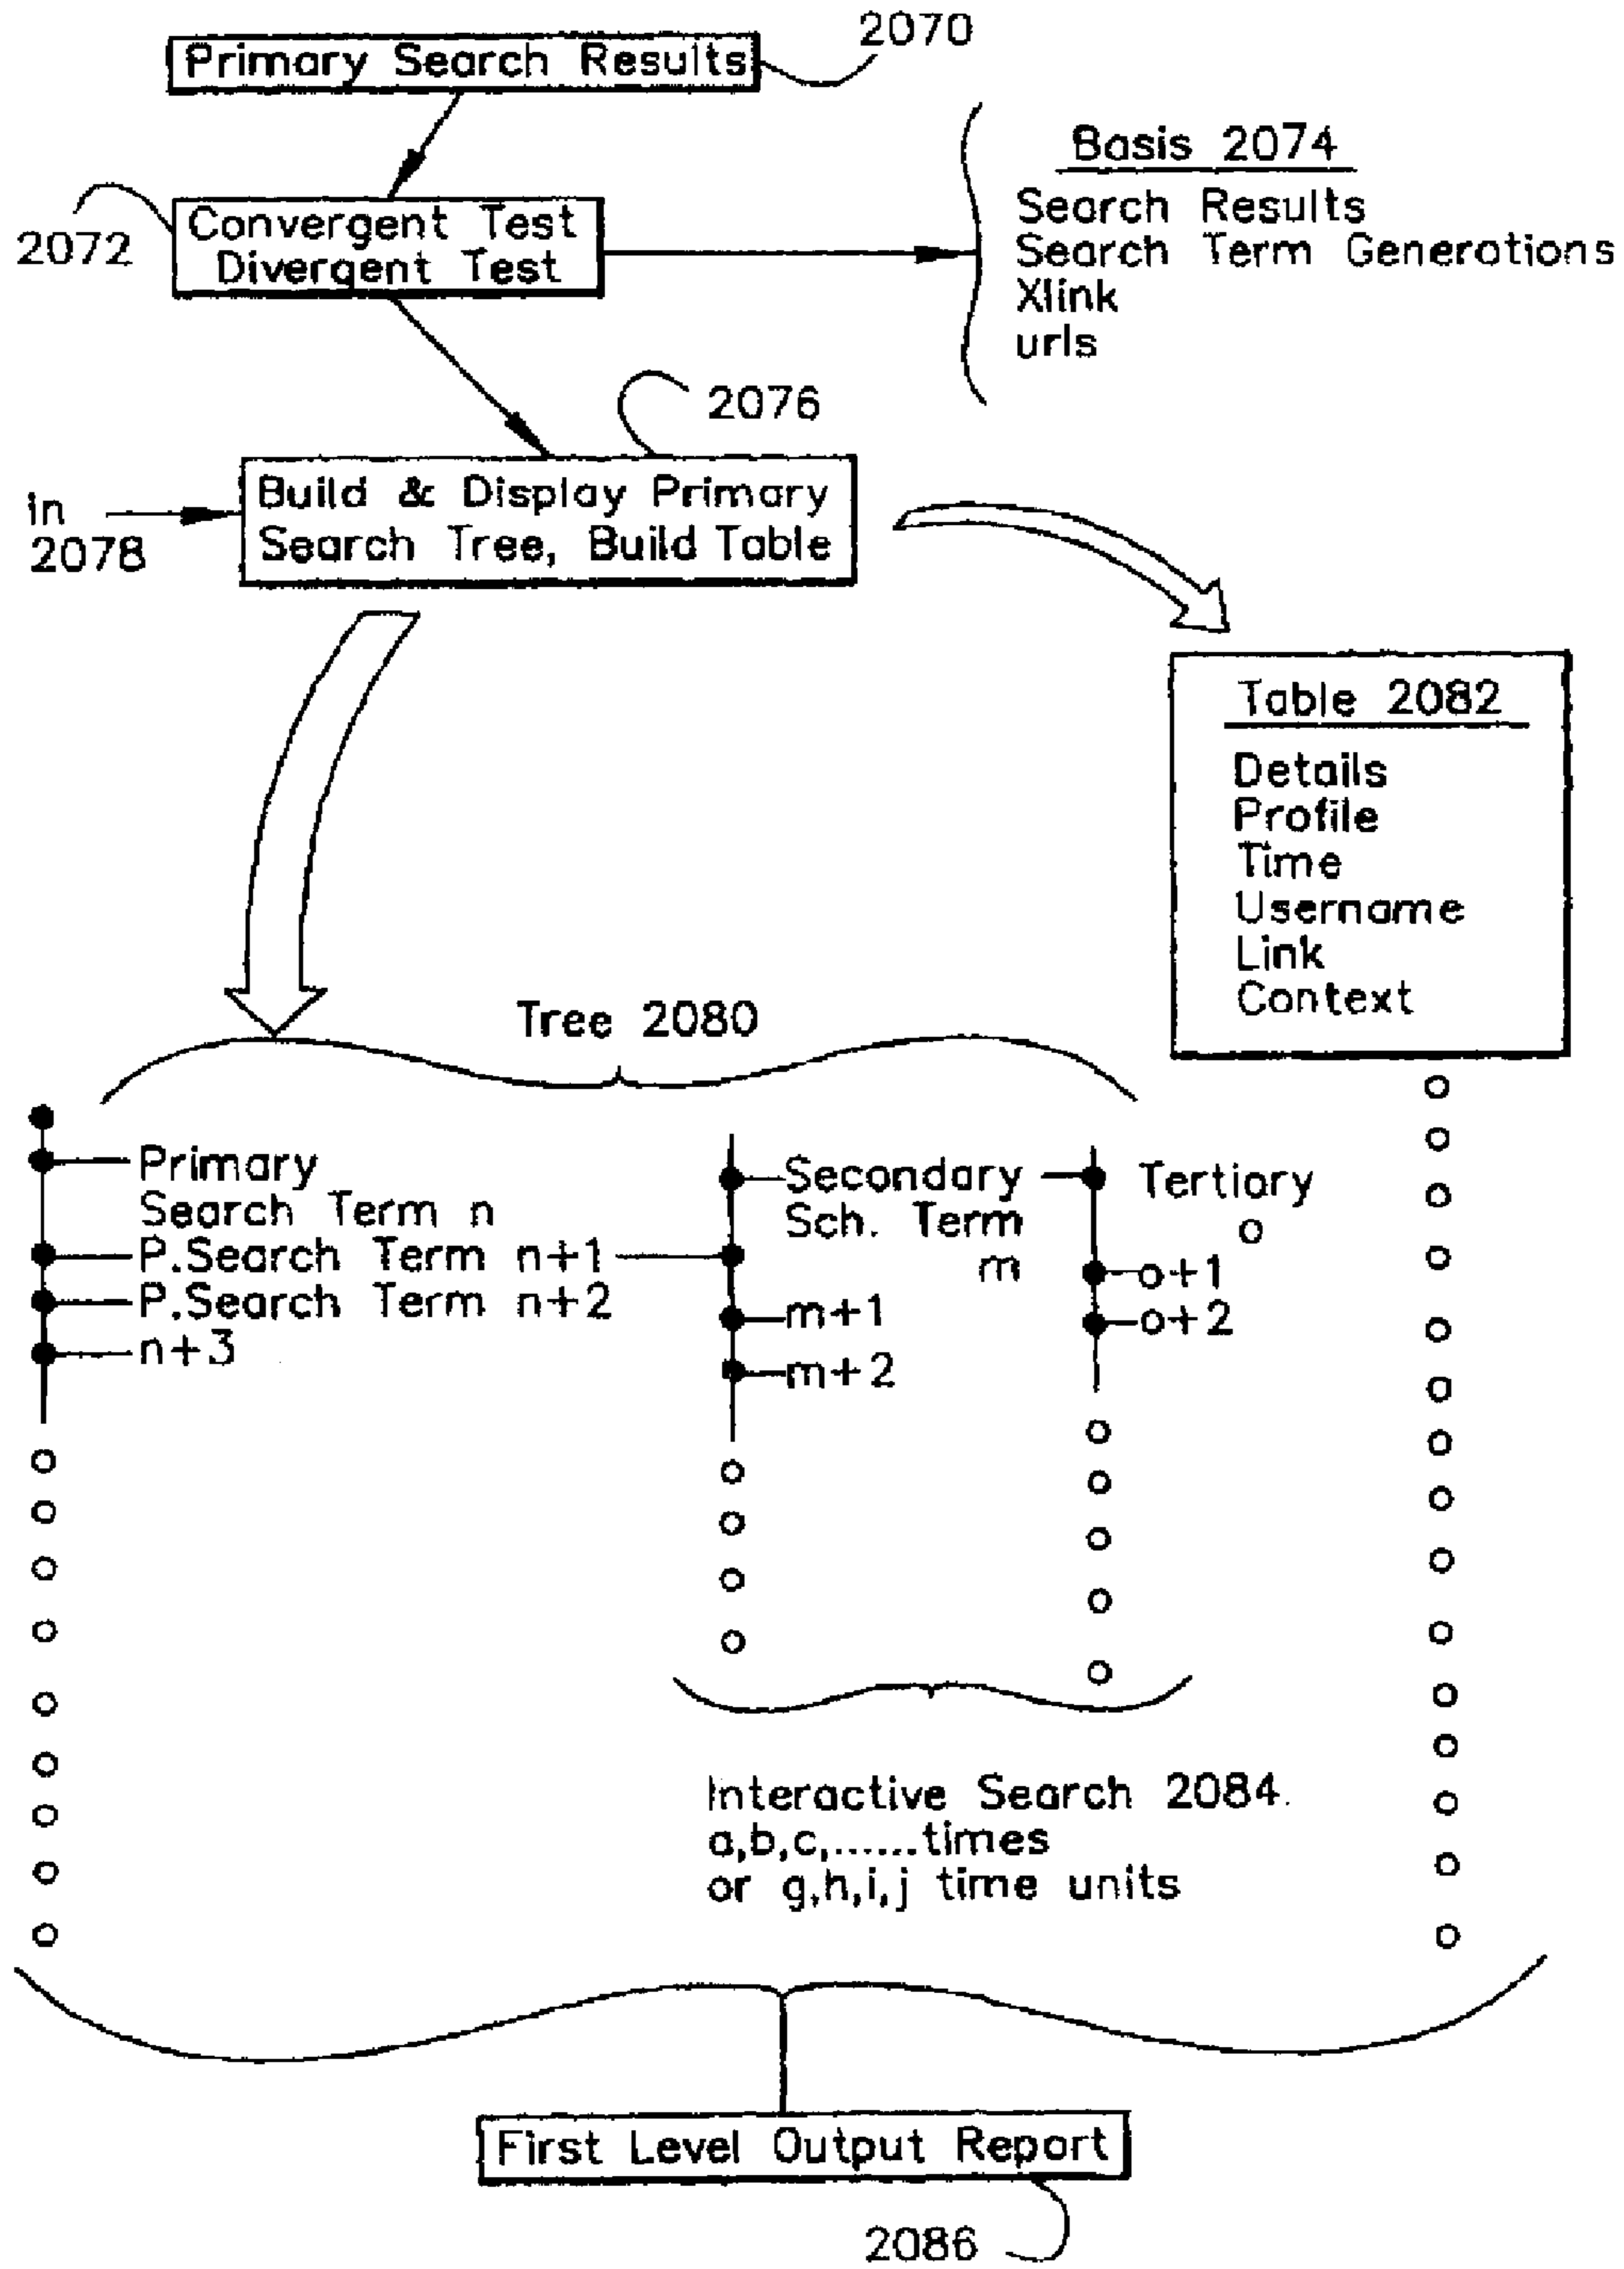 2070
Primary Search Results
Basis 2074
Search Results
Search Term Generations
Xlink
urls
2072
Convergent Test
Divergent Test
2076
In
2078
Build & Display Primary
Search Tree, Build Table
Table 2082
Details
Profile
Time
Username
Link
Context
Tree 2080
Primary
Search Term n
P.Search Term n+1
P.Search Term n+2
n+3
Secondary
Sch. Term
m
m+1
m+2
Tertiary
o
o+1
o+2
Interactive Search 2084.
a,b,c,......times
or g,h,i,j time units
First Level Output Report
2086